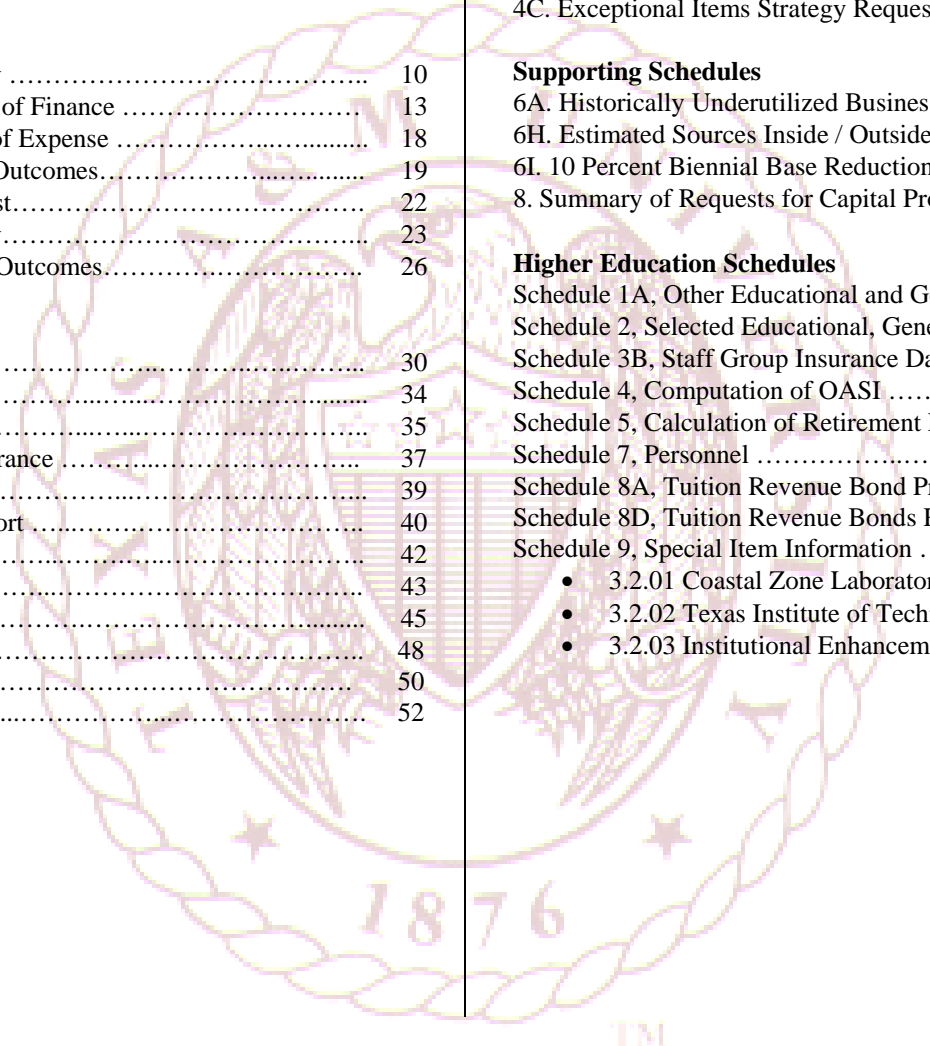 y ………………………………….. 10
of Finance ……………………… 13
of Expense …………….... ......... 18
Outcomes……………................ 19
st………………………………… 22
y………………………………... 23
Outcomes……………………….. 26
………………………………….. 30
…………...……………………....... 34
…………...…...………………… 35
rance ………...………………….. 37
…………...……………………... 39
ort …...…….…………………….. 40
…...……...…………………….. 42
…...…………………………….. 43
…………………………….......... 45
………………………………….. 48
………………………………. 50
...……………...………………… 52
4C. Exceptional Items Strategy Reques
Supporting Schedules
6A. Historically Underutilized Busines
6H. Estimated Sources Inside / Outside
6I. 10 Percent Biennial Base Reduction
8. Summary of Requests for Capital Pro
Higher Education Schedules
Schedule 1A, Other Educational and G
Schedule 2, Selected Educational, Gene
Schedule 3B, Staff Group Insurance Da
Schedule 4, Computation of OASI …..
Schedule 5, Calculation of Retirement
Schedule 7, Personnel ……………..…
Schedule 8A, Tuition Revenue Bond Pr
Schedule 8D, Tuition Revenue Bonds
Schedule 9, Special Item Information .
• 3.2.01 Coastal Zone Laborator
• 3.2.02 Texas Institute of Tech
• 3.2.03 Institutional Enhancem
TEXAS A&M UNIVERSITY
1876
TM